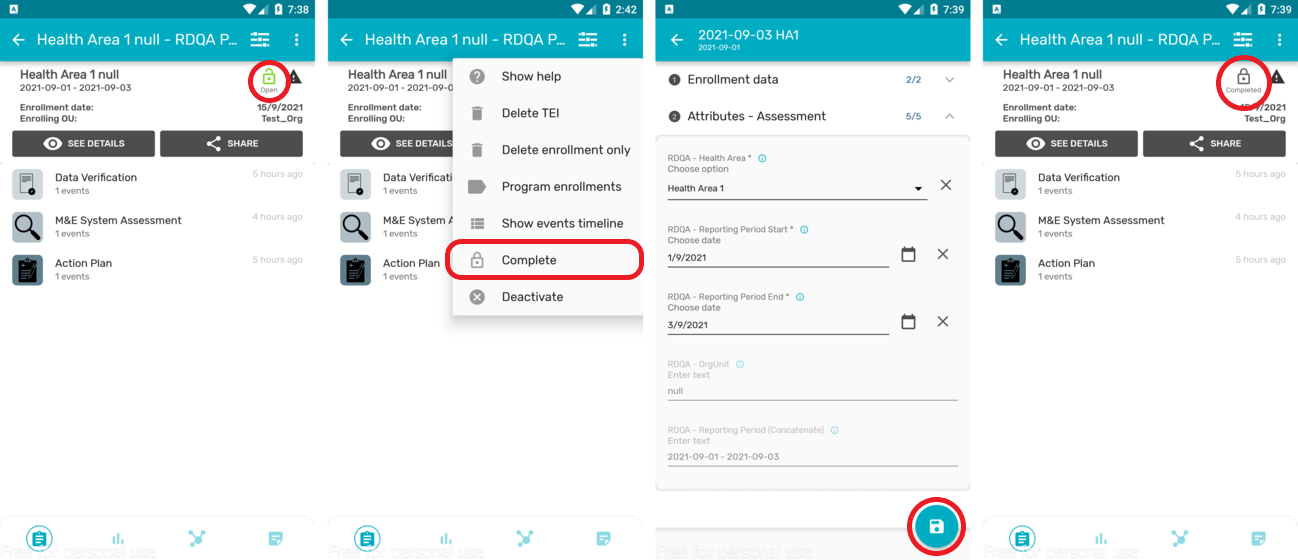 7:38
Health Area 1 null - RDQA P...
Health Area 1 null
2021-09-01 - 2021-09-03
Open
Enrollment date:
15/9/2021
Enrolling OU:
Test_Org
SEE DETAILS
SHARE
Data Verification
5 hours ago
1 events
M&E System Assessment
4 hours ago
1 events
Action Plan
5 hours ago
1 events
Free for personal use
2:42
Health Area 1 null - RDQA P...
Health Area 1 null
2021-09-01 - 2021-09-03
Enrollment date:
Enrolling OU:
SEE DETAILS
Data Verificati
1 events
M&E System A
1 events
Action Plan
1 events
Show help
Delete TEI
Delete enrollment only
Program enrollments
Show events timeline
Complete
Deactivate
Free for personal use
7:39
2021-09-03 HA1
2021-09-01
1 Enrollment data 2/2
2 Attributes - Assessment 5/5
RDQA - Health Area *
Choose option
Health Area 1
RDQA - Reporting Period Start *
Choose date
1/9/2021
RDQA - Reporting Period End *
Choose date
3/9/2021
RDQA - OrgUnit
Enter text
null
RDQA - Reporting Period (Concatenate)
Enter text
2021-09-01 - 2021-09-03
Free for personal use
7:39
Health Area 1 null - RDQA P...
Health Area 1 null
2021-09-01 - 2021-09-03
Completed
Enrollment date:
15/9/2021
Enrolling OU:
Test_Org
SEE DETAILS
SHARE
Data Verification
5 hours ago
1 events
M&E System Assessment
4 hours ago
1 events
Action Plan
5 hours ago
1 events
Free for personal use